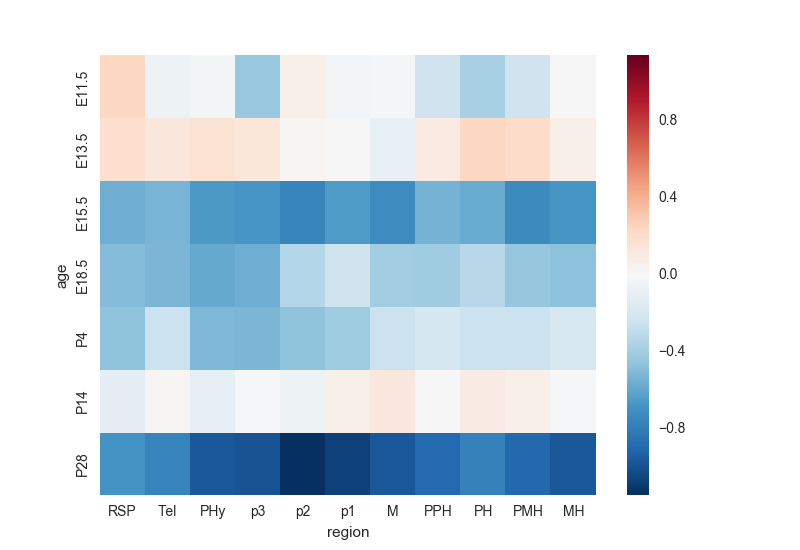 age
E11.5
E13.5
E15.5
E18.5
P4
P14
P28
RSP Tel PHy p3 p2 p1 M PPH PH PMH MH
region
0.8
0.4
0.0
−0.4
−0.8